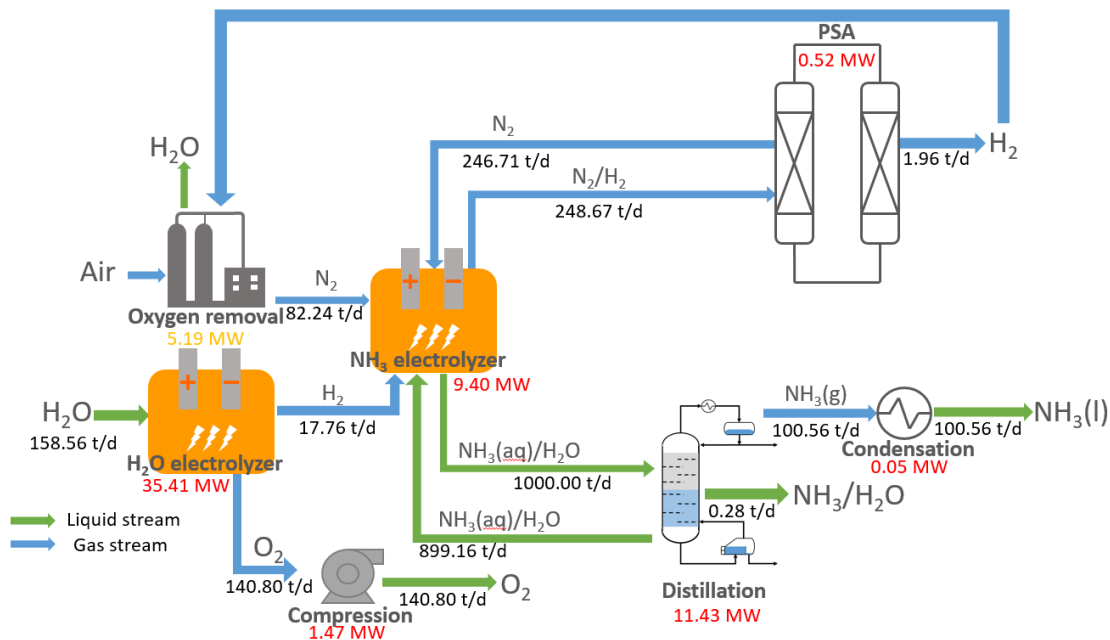 PSA
0.52 MW
H₂O
N₂
246.71 t/d
1.96 t/d
H₂
N₂/H₂
248.67 t/d
Air
N₂
82.24 t/d
Oxygen removal
5.19 MW
+ −
NH₃ electrolyzer
9.40 MW
+ −
H₂O
158.56 t/d
H₂
17.76 t/d
H₂O electrolyzer
35.41 MW
NH₃(g)
100.56 t/d
Condensation
0.05 MW
100.56 t/d
NH₃(l)
NH₃(aq)/H₂O
1000.00 t/d
NH₃/H₂O
0.28 t/d
NH₃(aq)/H₂O
899.16 t/d
Liquid stream
Gas stream
O₂
140.80 t/d
Compression
1.47 MW
140.80 t/d
O₂
Distillation
11.43 MW